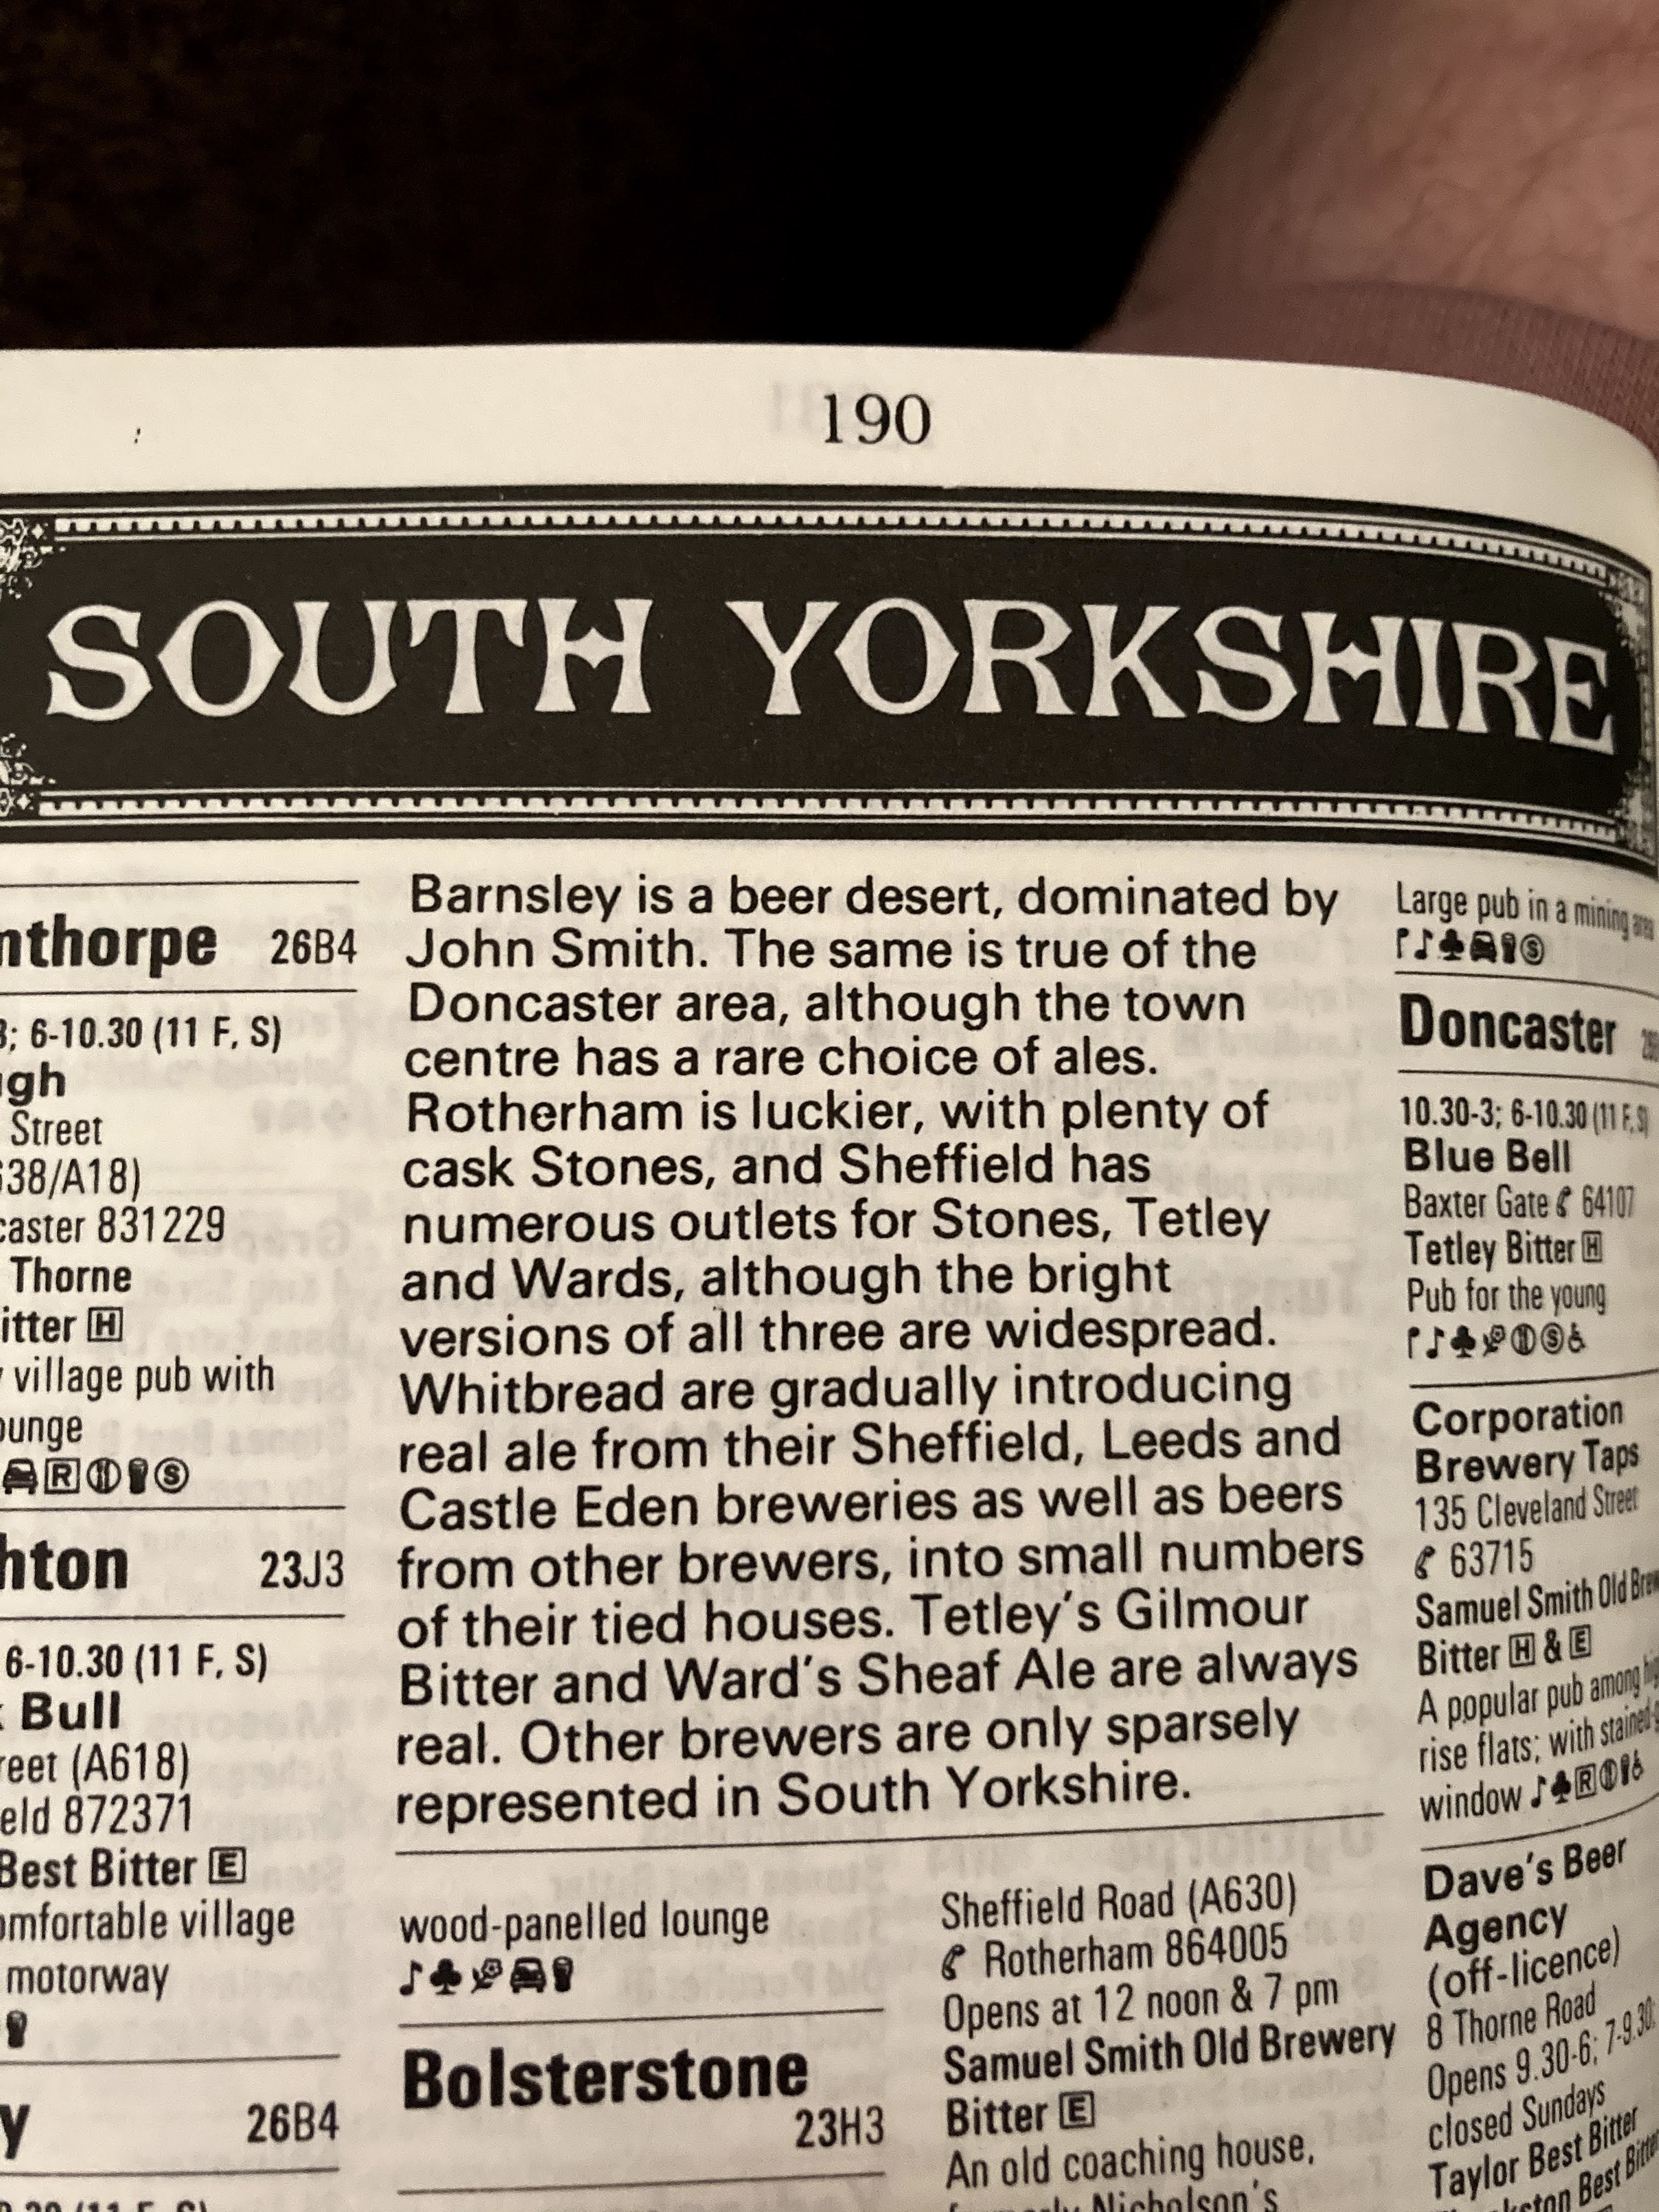 190
SOUTH YORKSHIRE
26B4
6-10.30 (11 F, S)
Street
831229
Thorne
H
village pub with
R S
23J3
6-10.30 (11 F, S)
Bull
(A618)
872371
Best Bitter E
village
motorway
26B4
Barnsley is a beer desert, dominated by
John Smith. The same is true of the
Doncaster area, although the town
centre has a rare choice of ales.
Rotherham is luckier, with plenty of
cask Stones, and Sheffield has
numerous outlets for Stones, Tetley
and Wards, although the bright
versions of all three are widespread.
Whitbread are gradually introducing
real ale from their Sheffield, Leeds and
Castle Eden breweries as well as beers
from other brewers, into small numbers
of their tied houses. Tetley's Gilmour
Bitter and Ward's Sheaf Ale are always
real. Other brewers are only sparsely
represented in South Yorkshire.
wood-panelled lounge
Bolsterstone
23H3
Sheffield Road (A630)
Rotherham 864005
Opens at 12 noon & 7 pm
Samuel Smith Old Brewery
Bitter E
An old coaching house,
formerly Nicholson's
Large pub in a mining area
S
Doncaster
10.30-3; 6-10.30 (11 F, S)
Blue Bell
Baxter Gate 64107
Tetley Bitter H
Pub for the young
S
Corporation
Brewery Taps
135 Cleveland Street
63715
Samuel Smith Old
Bitter H & E
A popular pub among
rise flats; with
window R
Dave's Beer
Agency
(off-licence)
8 Thorne Road
Opens 9.30-6; 7-9.30;
closed Sundays
Taylor Best Bitter
Best Bitter